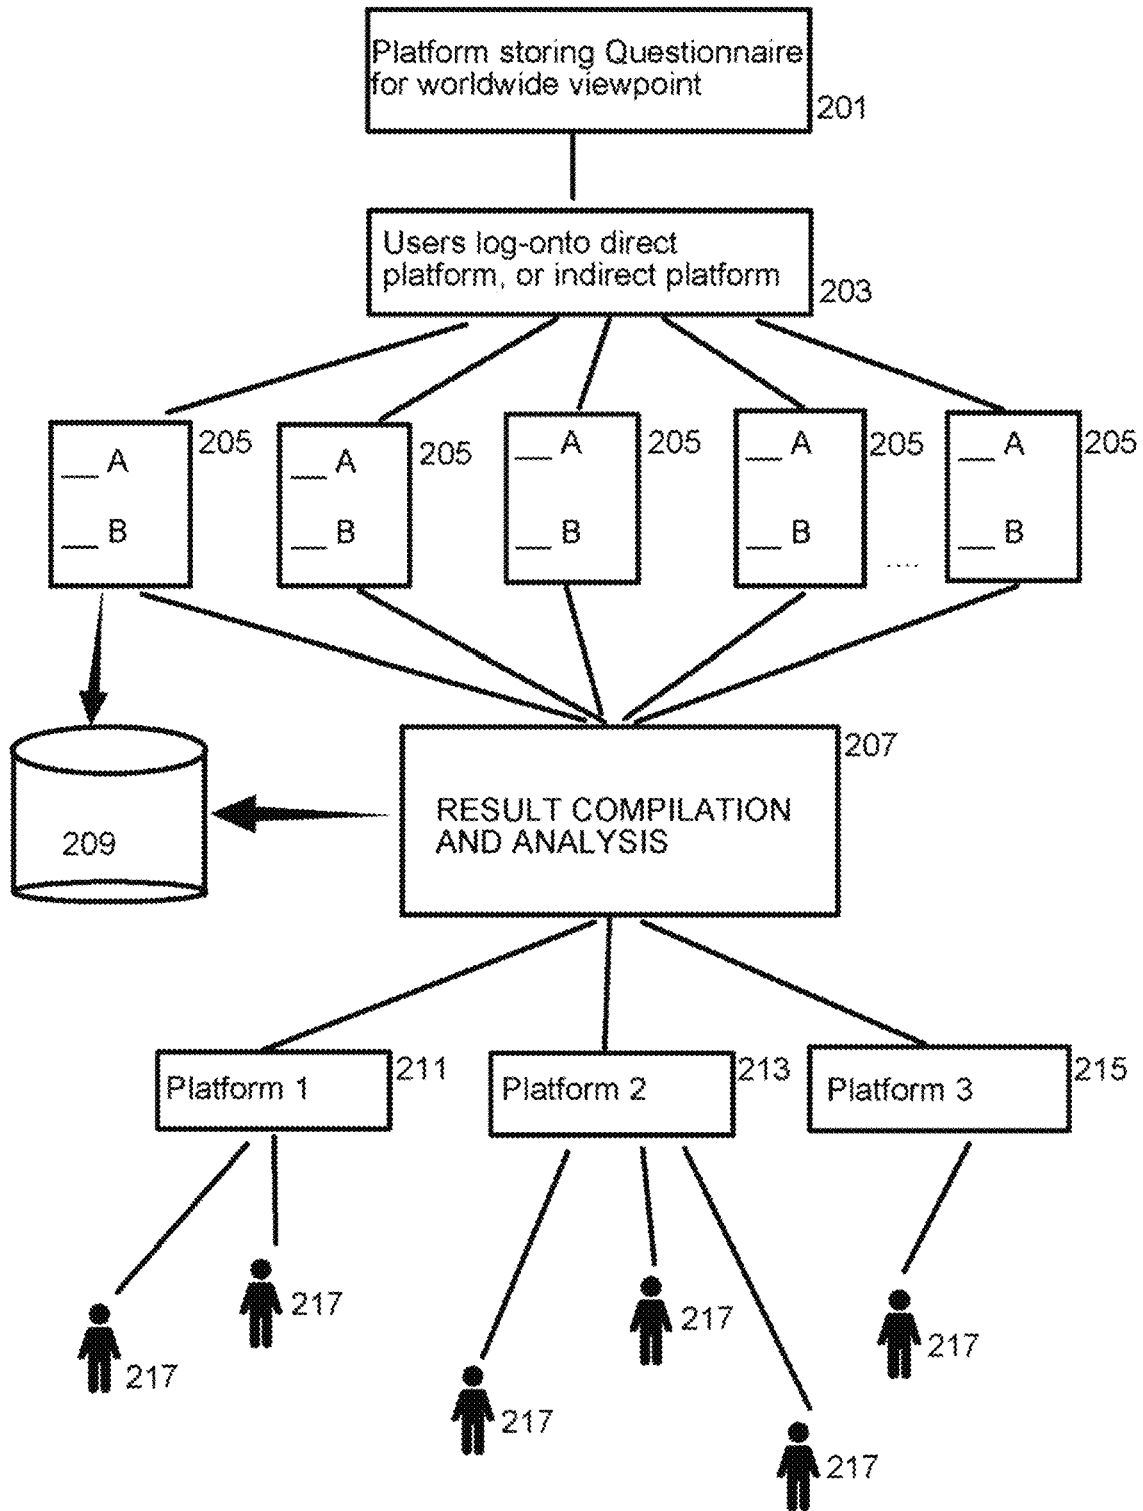 Platform storing Questionnaire
for worldwide viewpoint
201
Users log-onto direct
platform, or indirect platform
203
__ A
__ B
205
__ A
__ B
205
__ A
__ B
205
__ A
__ B
205
....
__ A
__ B
205
207
RESULT COMPILATION
AND ANALYSIS
209
Platform 1
211
Platform 2
213
Platform 3
215
217
217
217
217
217
217